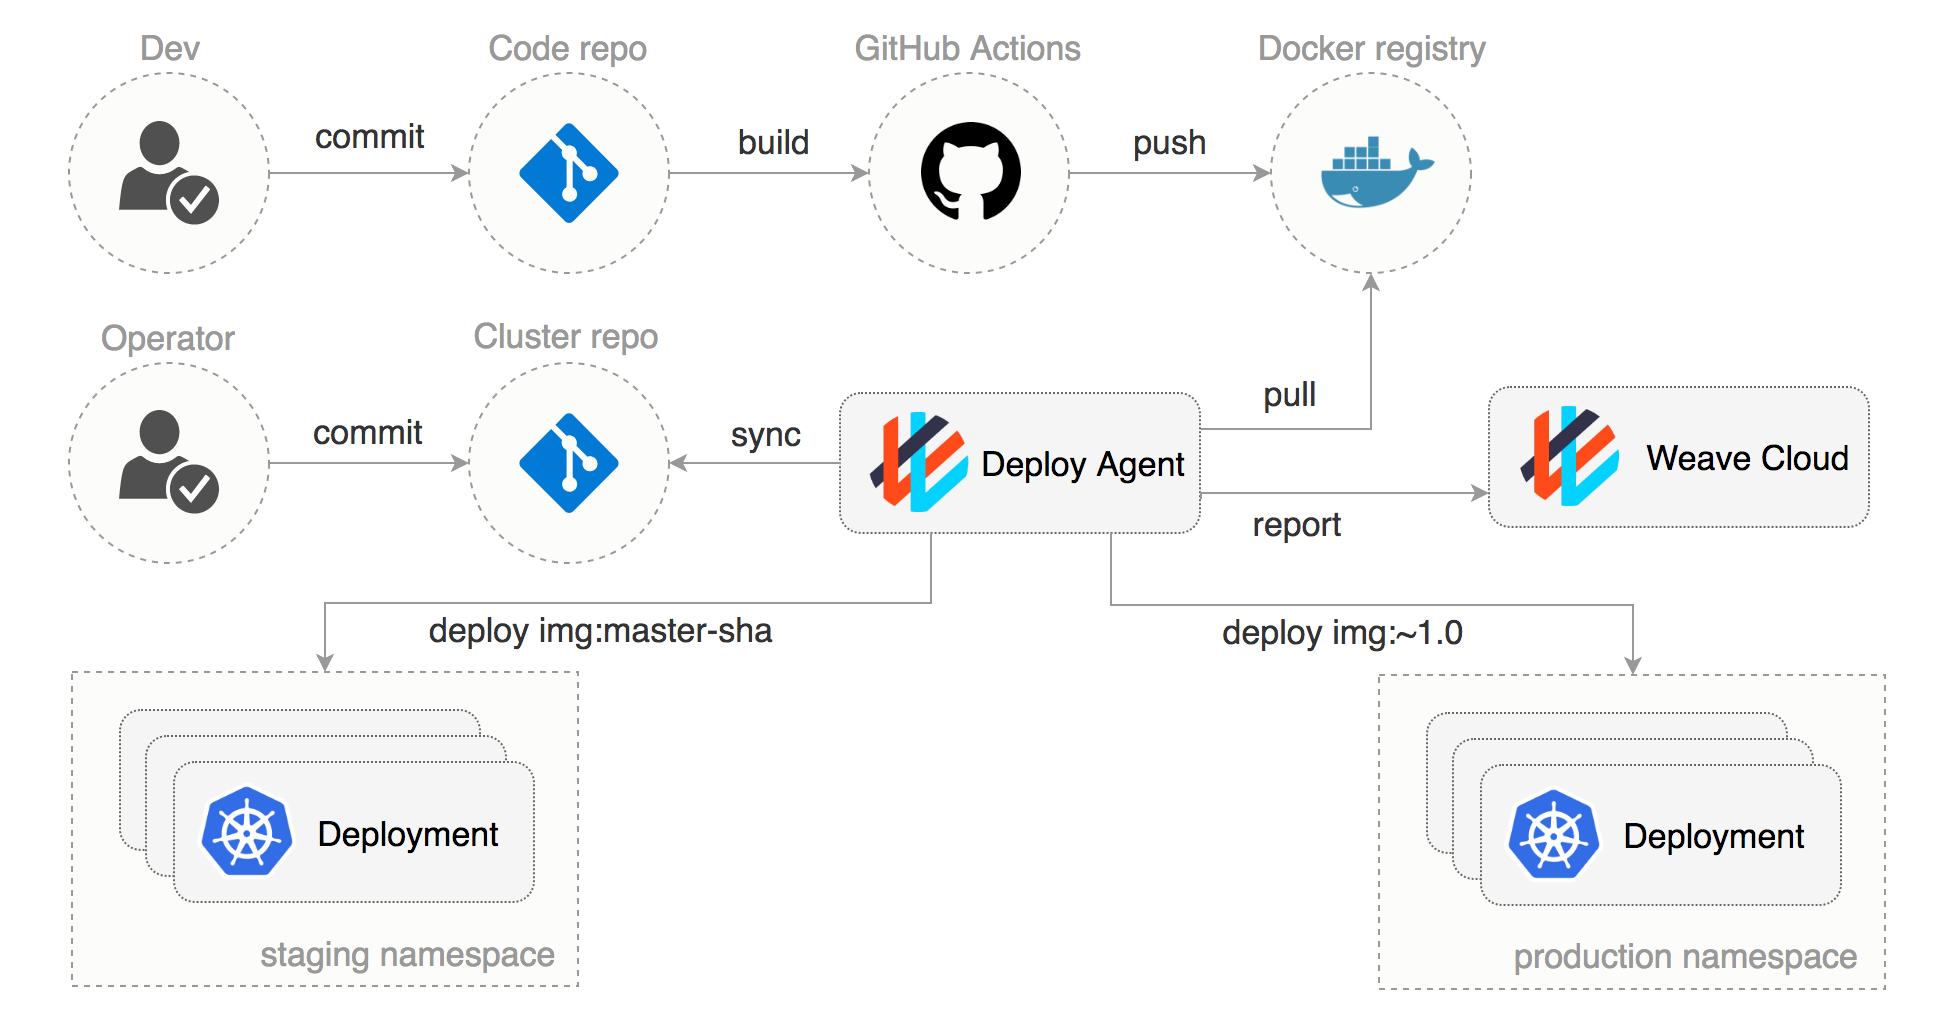 Dev
Code repo
GitHub Actions
Docker registry
commit
build
push
Operator
Cluster repo
commit
sync
Deploy Agent
pull
report
Weave Cloud
deploy img:master-sha
deploy img:~1.0
Deployment
staging namespace
Deployment
production namespace